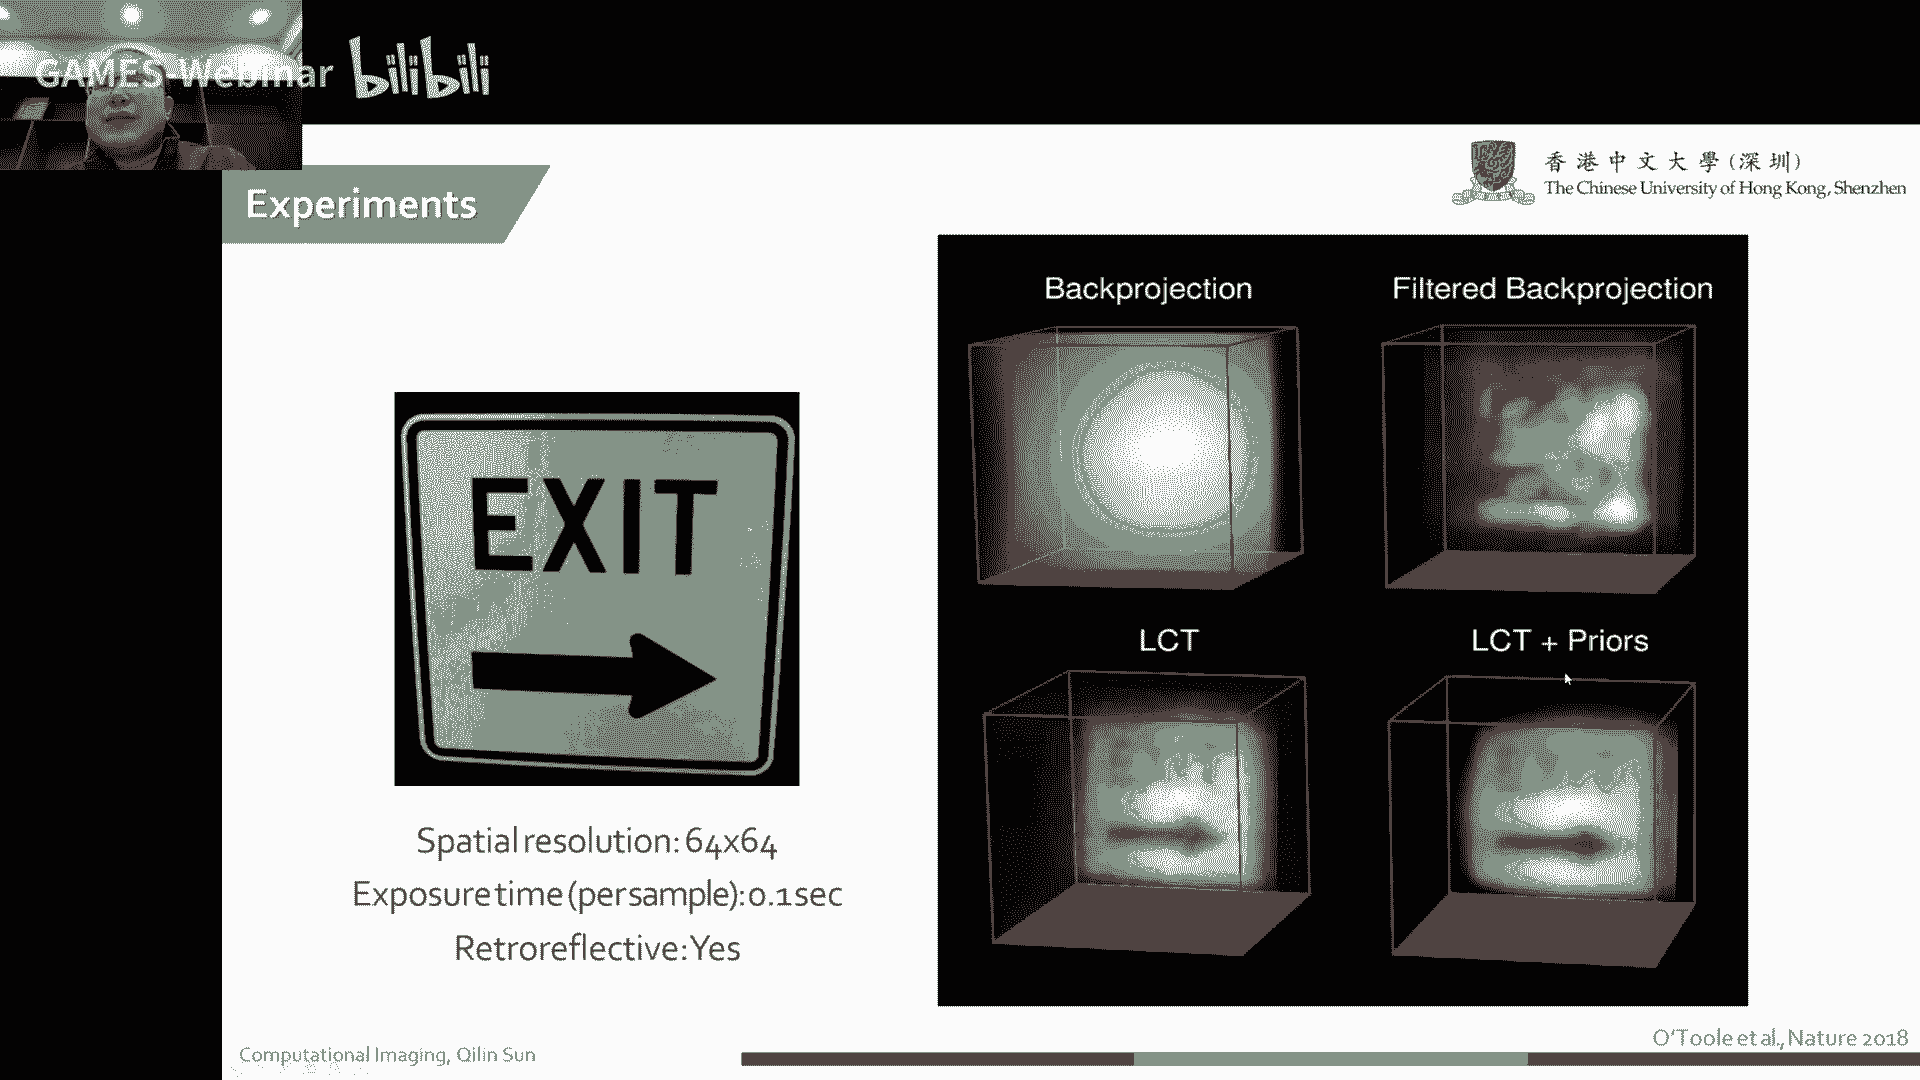 GAMES-Webinar bilibili
香港中文大學(深圳)
The Chinese University of Hong Kong, Shenzhen
Experiments
EXIT
Spatial resolution: 64x64
Exposure time (per sample): 0.1 sec
Retroreflective: Yes
Backprojection
Filtered Backprojection
LCT
LCT + Priors
O'Toole et al., Nature 2018
Computational Imaging, Qilin Sun